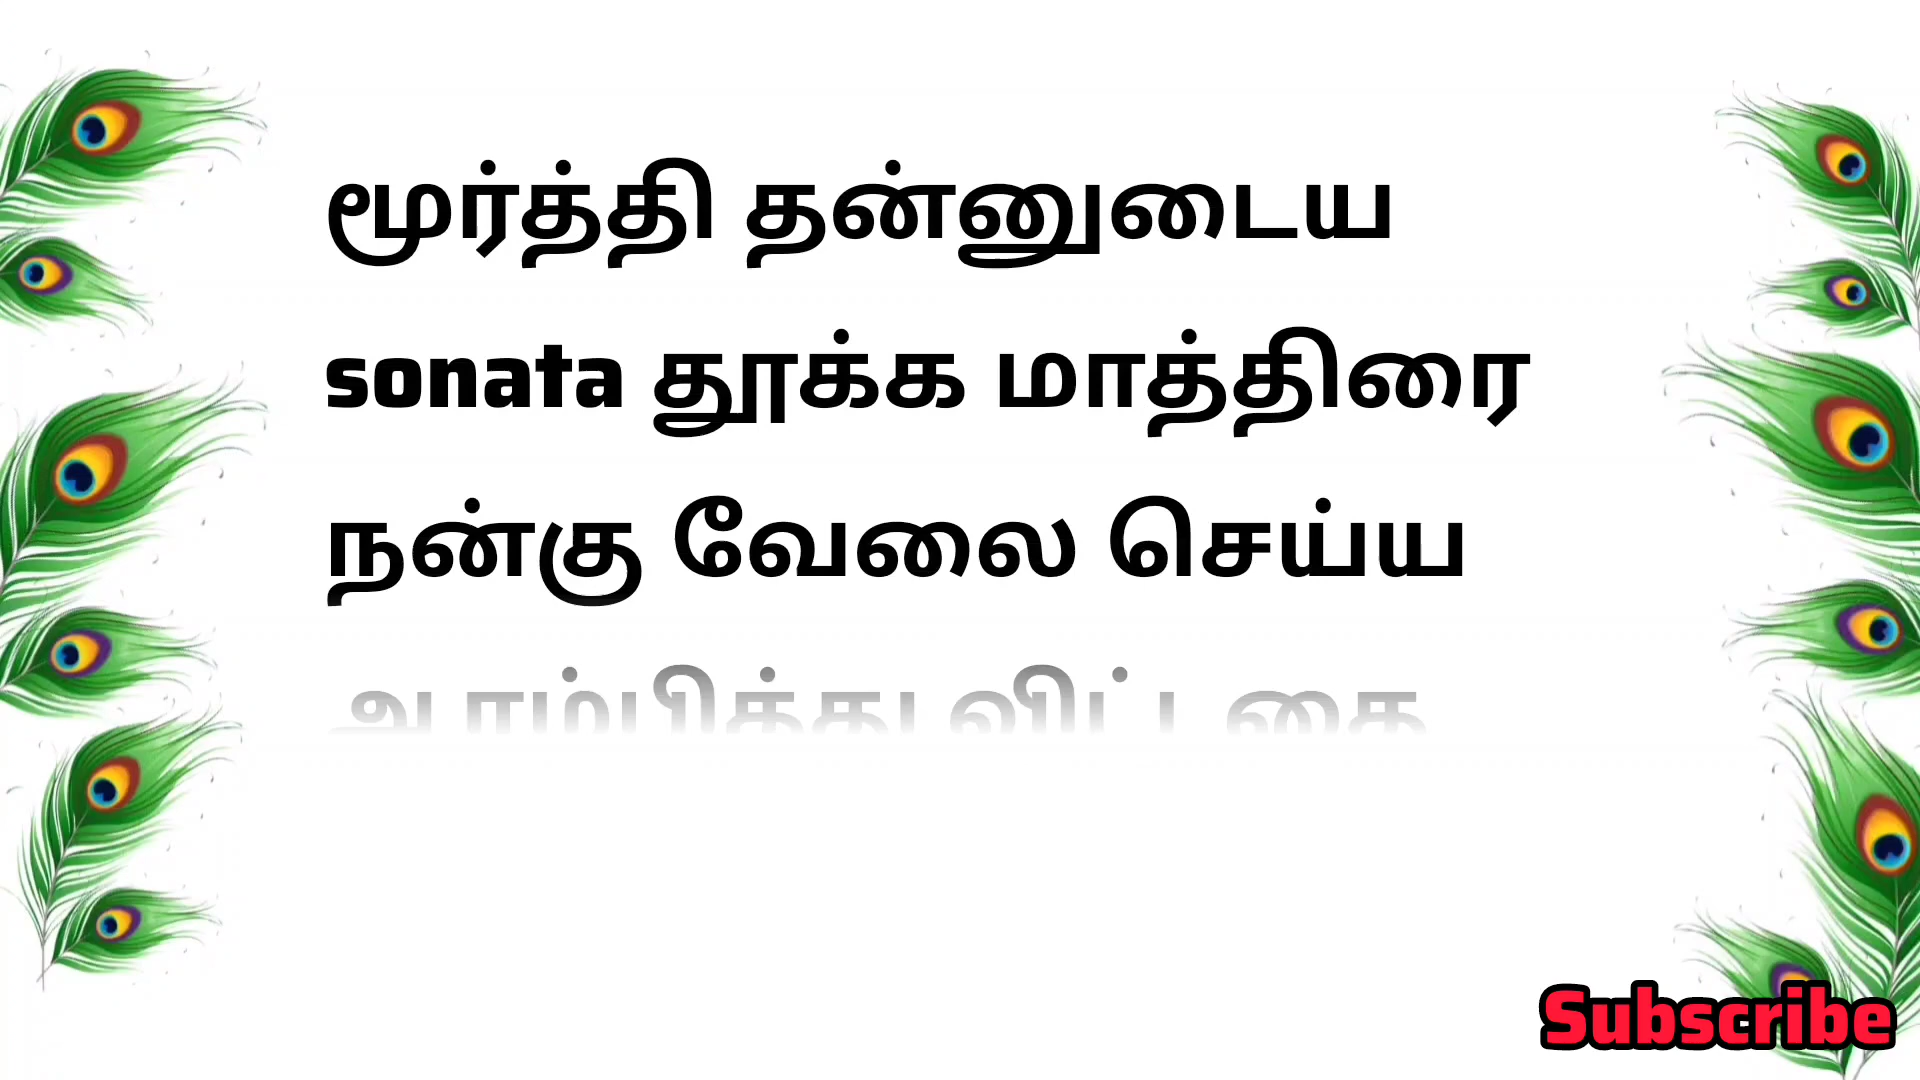 மூர்த்தி தன்னுடைய
sonata தூக்க மாத்திரை
நன்கு வேலை செய்ய
Subscribe